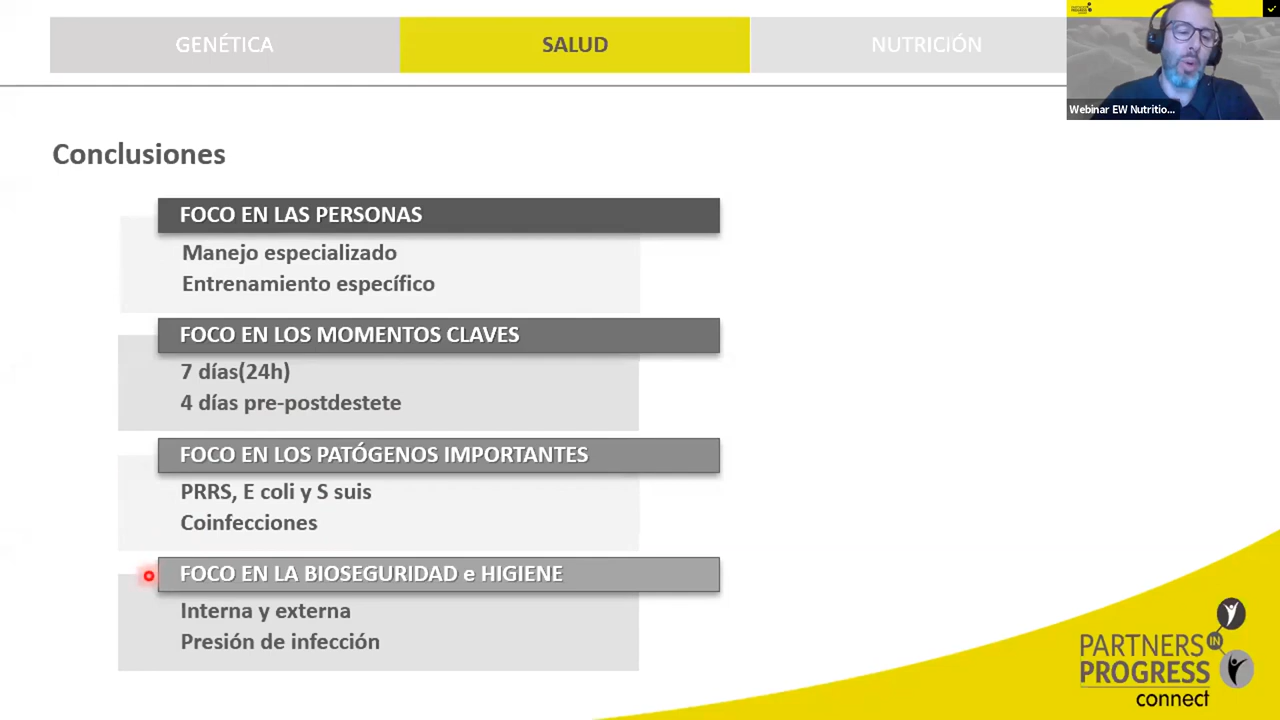 GENÉTICA
SALUD
NUTRICIÓN
Webinar EW Nutritio...
Conclusiones
FOCO EN LAS PERSONAS
Manejo especializado
Entrenamiento específico
FOCO EN LOS MOMENTOS CLAVES
7 días(24h)
4 días pre-postdestete
FOCO EN LOS PATÓGENOS IMPORTANTES
PRRS, E coli y S suis
Coinfecciones
FOCO EN LA BIOSEGURIDAD e HIGIENE
Interna y externa
Presión de infección
PARTNERS
IN
PROGRESS
connect